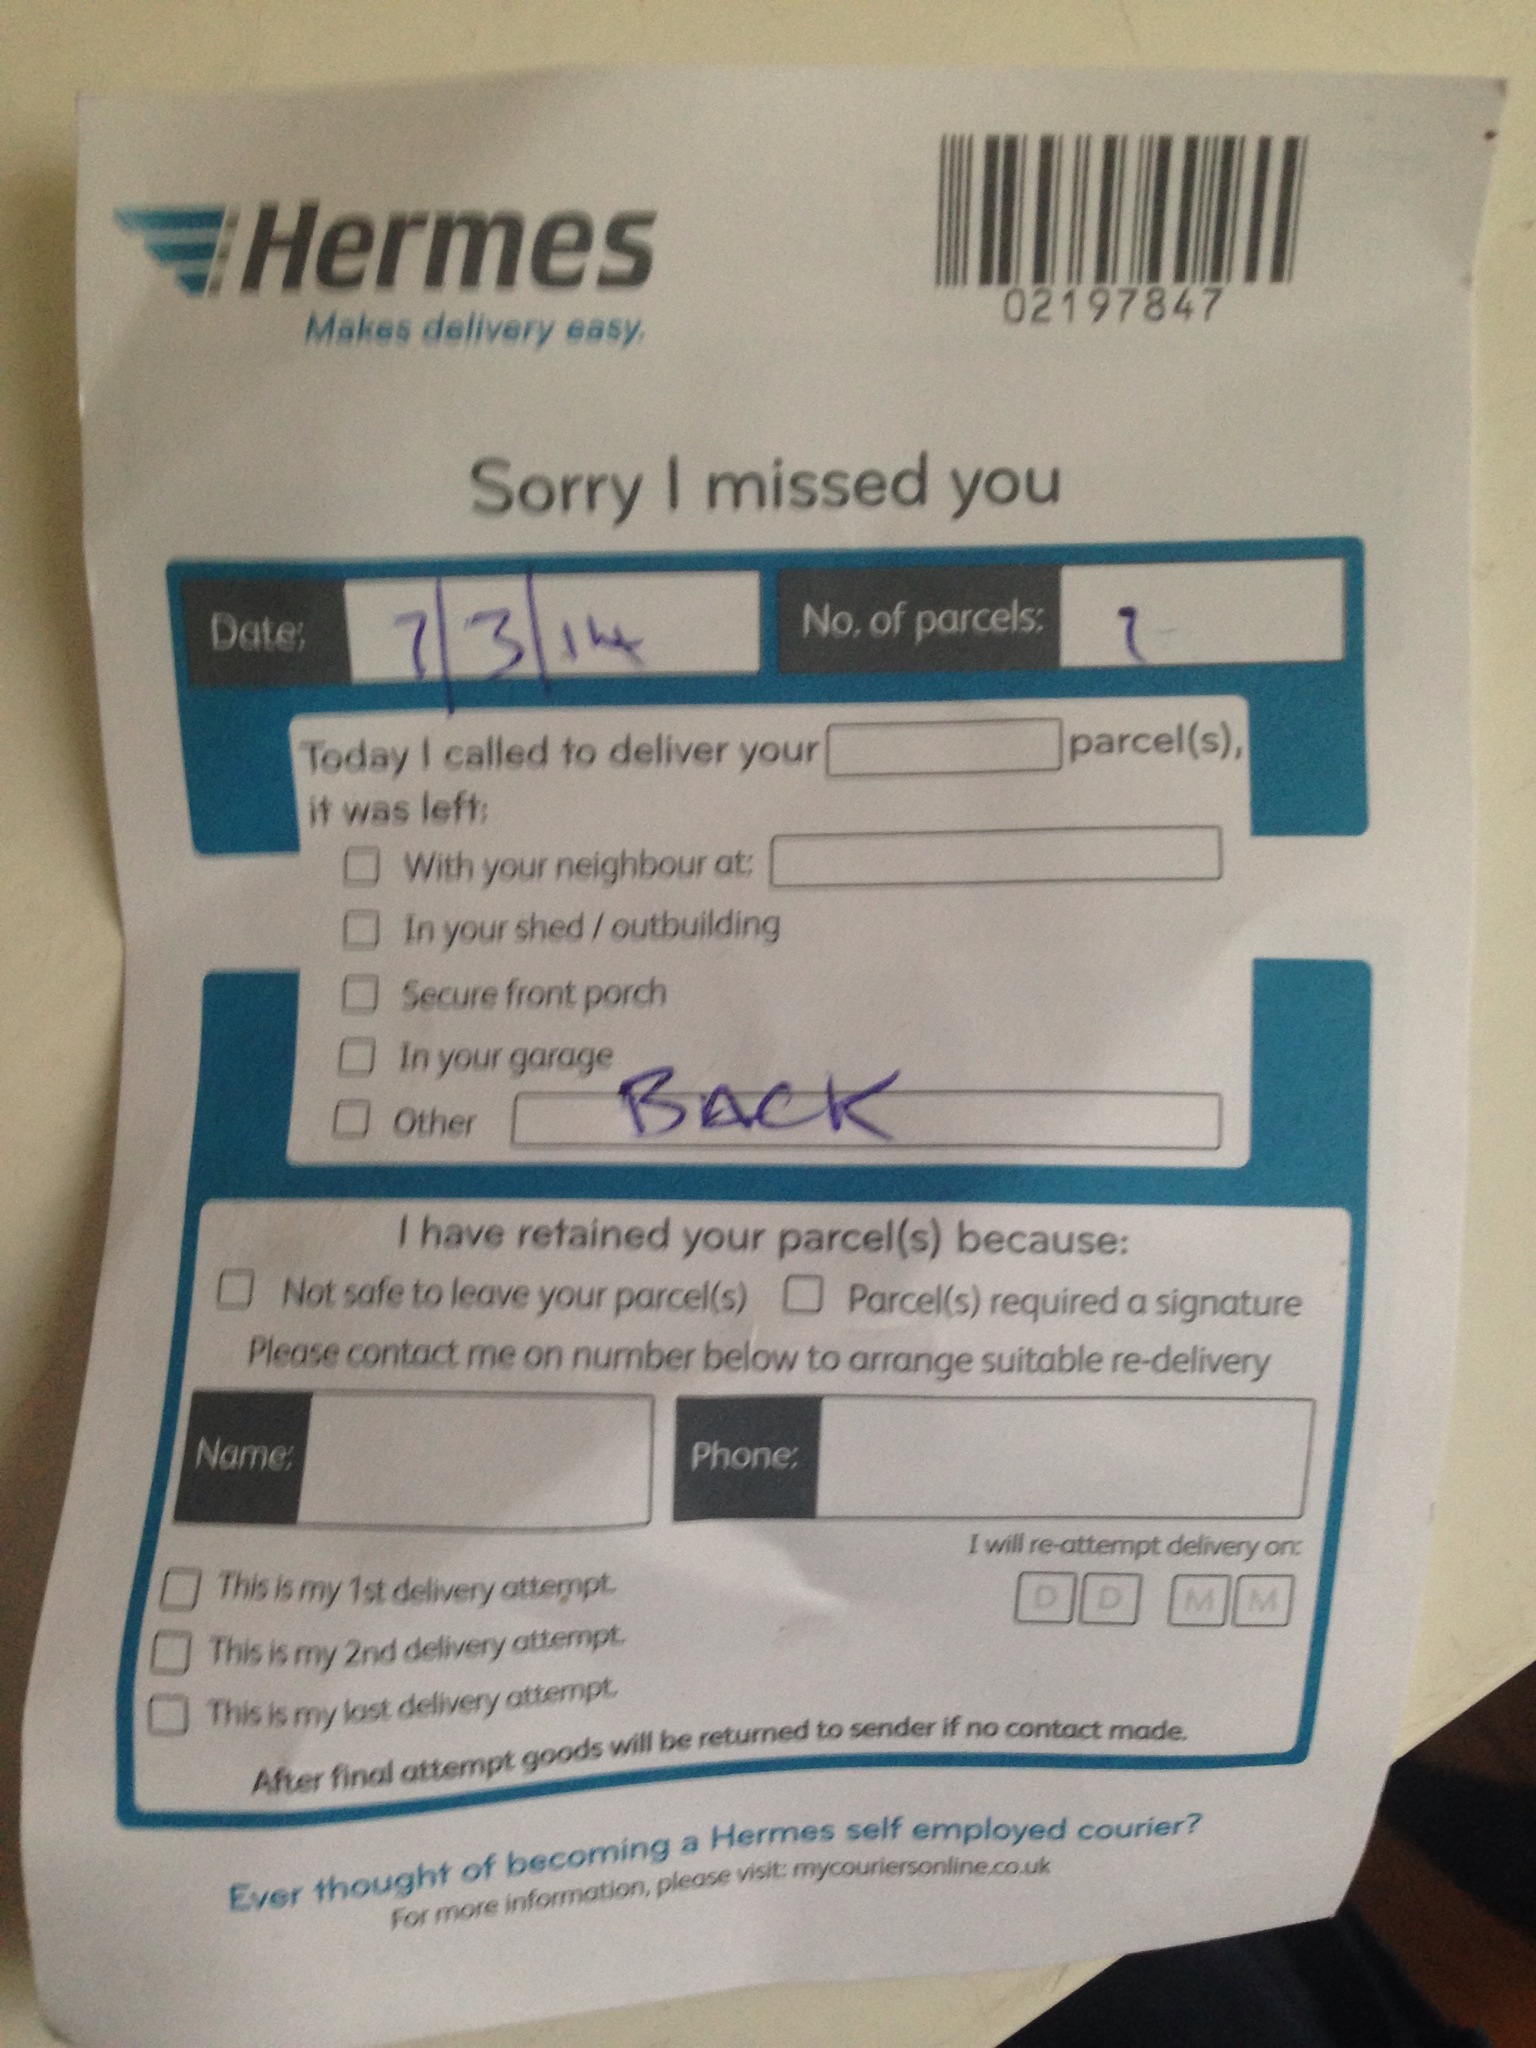 Hermes
Makes delivery easy.
02197847
Sorry I missed you
Date: 7/3/14 No. of parcels:
Today I called to deliver your parcel(s),
it was left:
With your neighbour at:
In your shed / outbuilding
Secure front porch
In your garage
Other BACK
I have retained your parcel(s) because:
Not safe to leave your parcel(s) Parcel(s) required a signature
Please contact me on number below to arrange suitable re-delivery
Name: Phone:
I will re-attempt delivery on:
D D M M
This is my 1st delivery attempt.
This is my 2nd delivery attempt.
This is my last delivery attempt.
After final attempt goods will be returned to sender if no contact made.
Ever thought of becoming a Hermes self employed courier?
For more information, please visit: mycouriersonline.co.uk